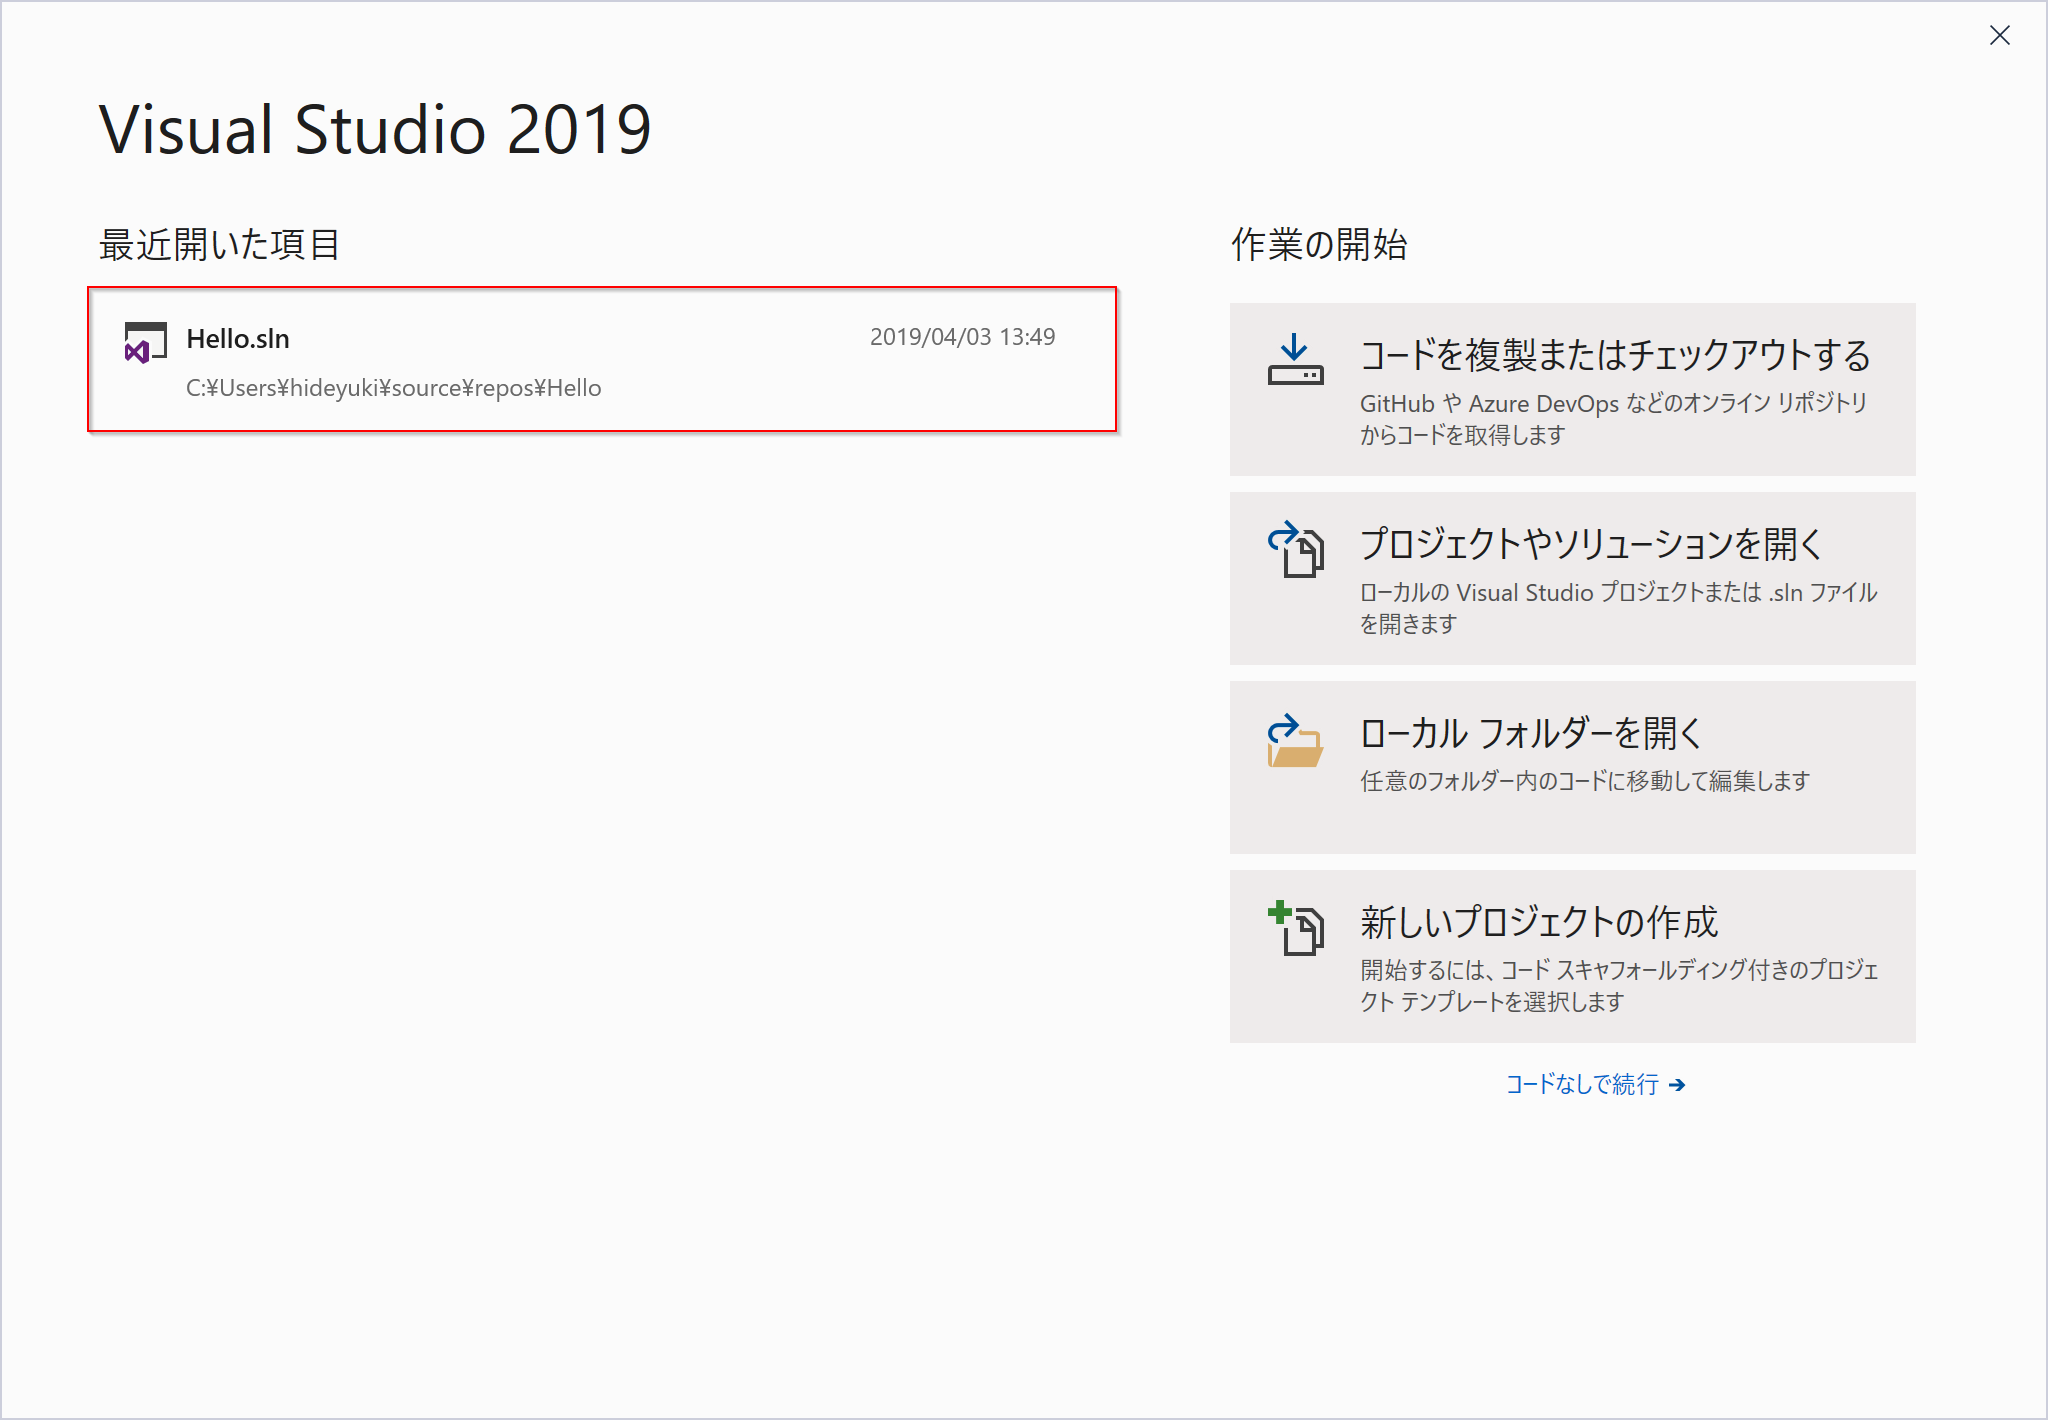 Visual Studio 2019
最近開いた項目
Hello.sln
2019/04/03 13:49
C:¥Users¥hideyuki¥source¥repos¥Hello
作業の開始
コードを複製またはチェックアウトする
GitHub や Azure DevOps などのオンライン リポジトリ
からコードを取得します
プロジェクトやソリューションを開く
ローカルの Visual Studio プロジェクトまたは .sln ファイル
を開きます
ローカル フォルダーを開く
任意のフォルダー内のコードに移動して編集します
新しいプロジェクトの作成
開始するには、コード スキャフォールディング付きのプロジェ
クト テンプレートを選択します
コードなしで続行 →